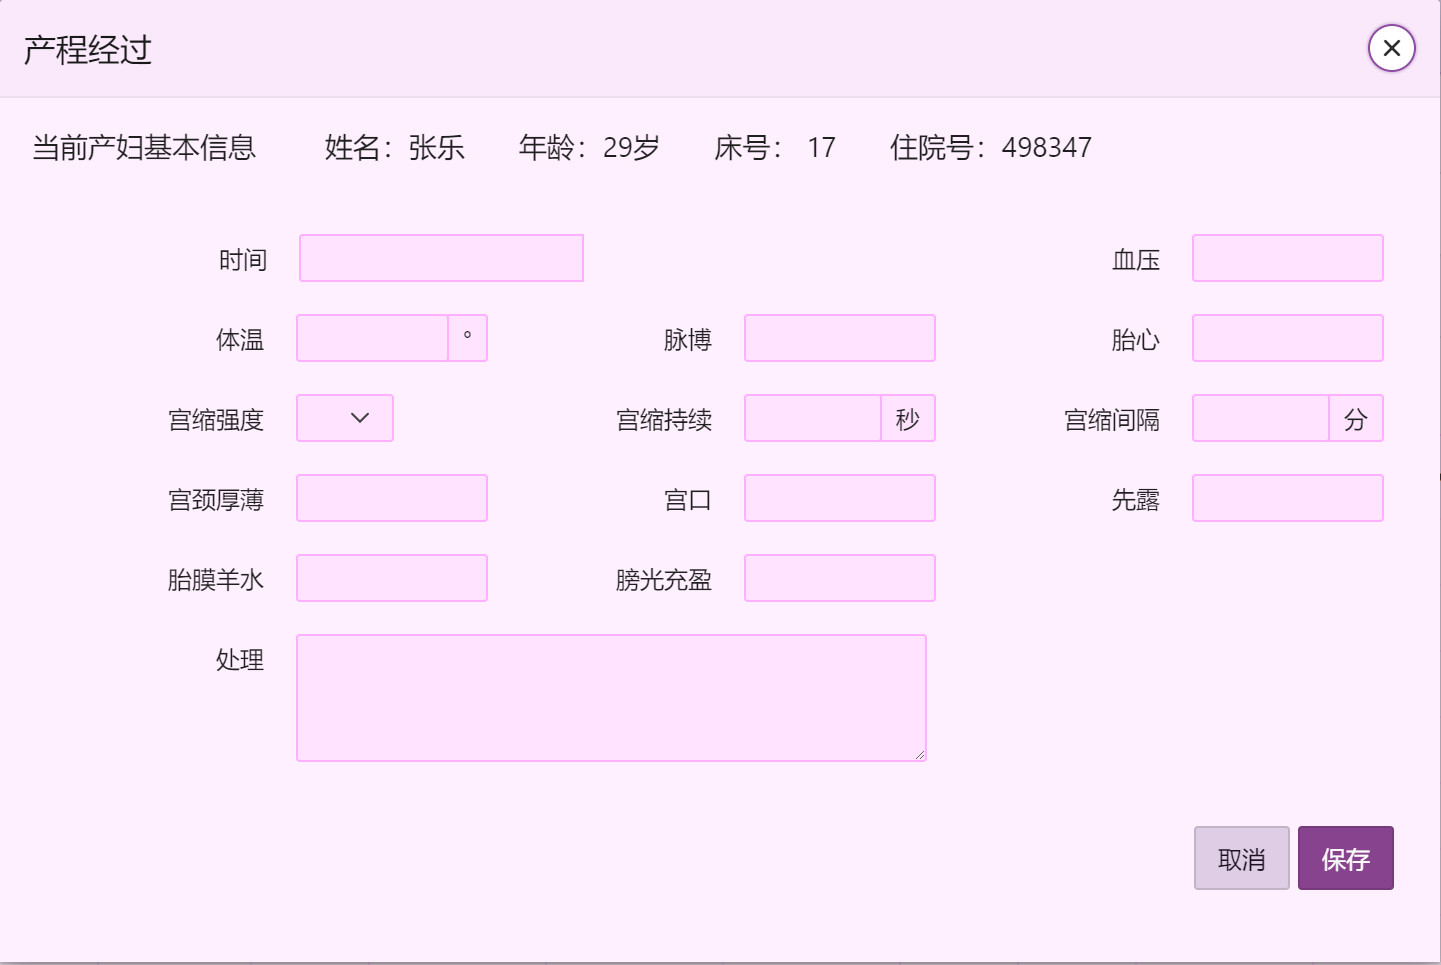 产程经过
当前产妇基本信息 姓名：张乐 年龄：29岁 床号： 17 住院号：498347
时间 血压
体温 ° 脉博 胎心
宫缩强度 宫缩持续 秒 宫缩间隔 分
宫颈厚薄 宫口 先露
胎膜羊水 膀光充盈
处理
取消 保存